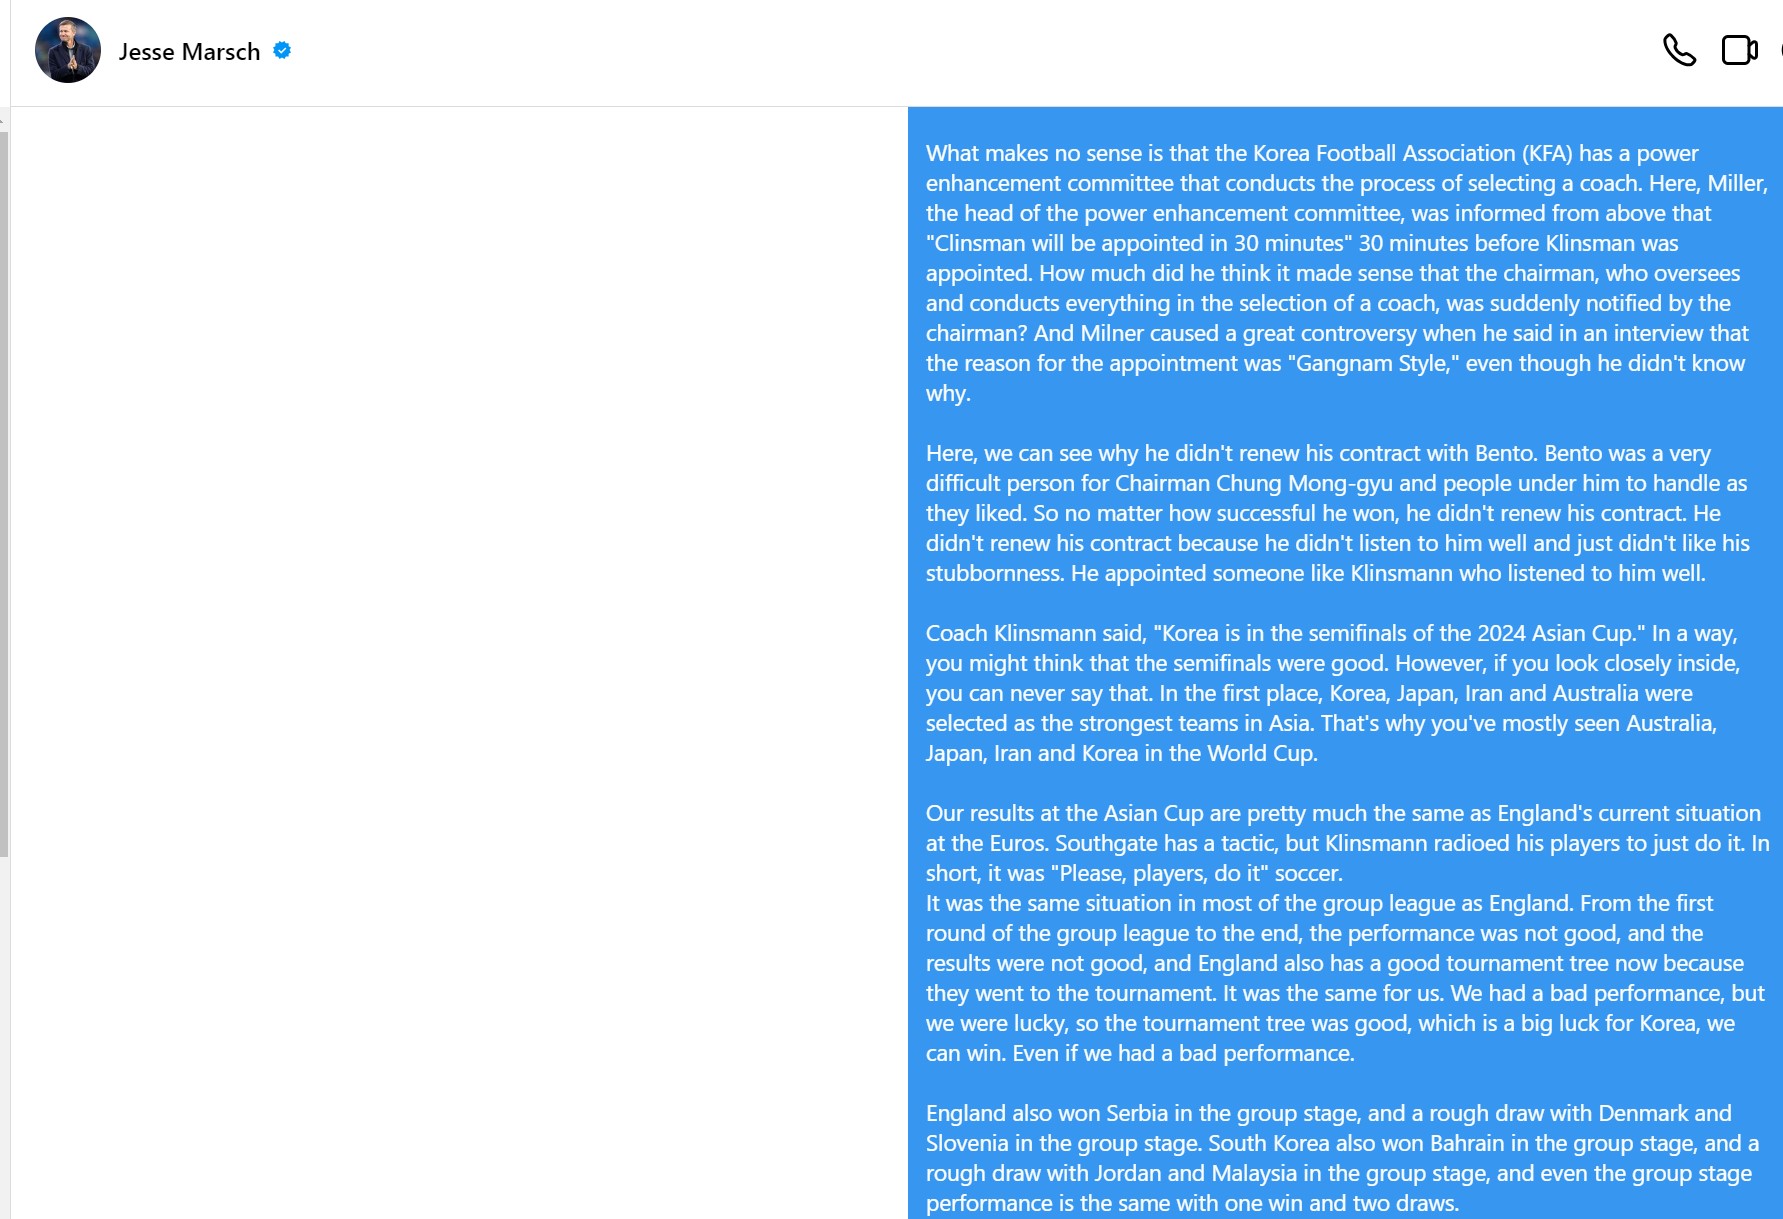 Jesse Marsch
What makes no sense is that the Korea Football Association (KFA) has a power
enhancement committee that conducts the process of selecting a coach. Here, Miller,
the head of the power enhancement committee, was informed from above that
"Clinsman will be appointed in 30 minutes" 30 minutes before Klinsman was
appointed. How much did he think it made sense that the chairman, who oversees
and conducts everything in the selection of a coach, was suddenly notified by the
chairman? And Milner caused a great controversy when he said in an interview that
the reason for the appointment was "Gangnam Style," even though he didn't know
why.
Here, we can see why he didn't renew his contract with Bento. Bento was a very
difficult person for Chairman Chung Mong-gyu and people under him to handle as
they liked. So no matter how successful he won, he didn't renew his contract. He
didn't renew his contract because he didn't listen to him well and just didn't like his
stubbornness. He appointed someone like Klinsmann who listened to him well.
Coach Klinsmann said, "Korea is in the semifinals of the 2024 Asian Cup." In a way,
you might think that the semifinals were good. However, if you look closely inside,
you can never say that. In the first place, Korea, Japan, Iran and Australia were
selected as the strongest teams in Asia. That's why you've mostly seen Australia,
Japan, Iran and Korea in the World Cup.
Our results at the Asian Cup are pretty much the same as England's current situation
at the Euros. Southgate has a tactic, but Klinsmann radioed his players to just do it. In
short, it was "Please, players, do it" soccer.
It was the same situation in most of the group league as England. From the first
round of the group league to the end, the performance was not good, and the
results were not good, and England also has a good tournament tree now because
they went to the tournament. It was the same for us. We had a bad performance, but
we were lucky, so the tournament tree was good, which is a big luck for Korea, we
can win. Even if we had a bad performance.
England also won Serbia in the group stage, and a rough draw with Denmark and
Slovenia in the group stage. South Korea also won Bahrain in the group stage, and a
rough draw with Jordan and Malaysia in the group stage, and even the group stage
performance is the same with one win and two draws.